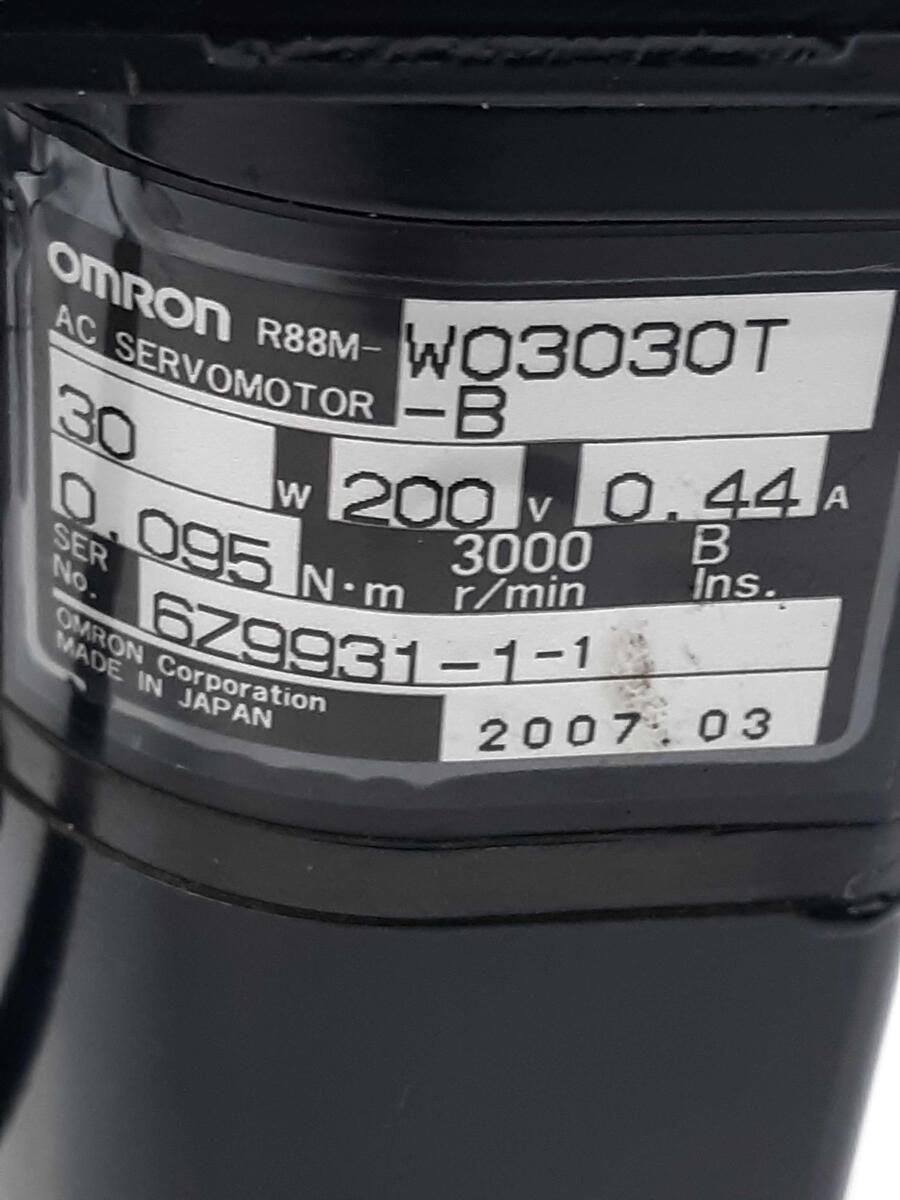 OMRON R88M- W03030T
AC SERVOMOTOR -B
30 W 200 V 0.44 A
0.095 N·m 3000 r/min B Ins.
SER No. 6Z9931-1-1
OMRON Corporation
MADE IN JAPAN 2007.03